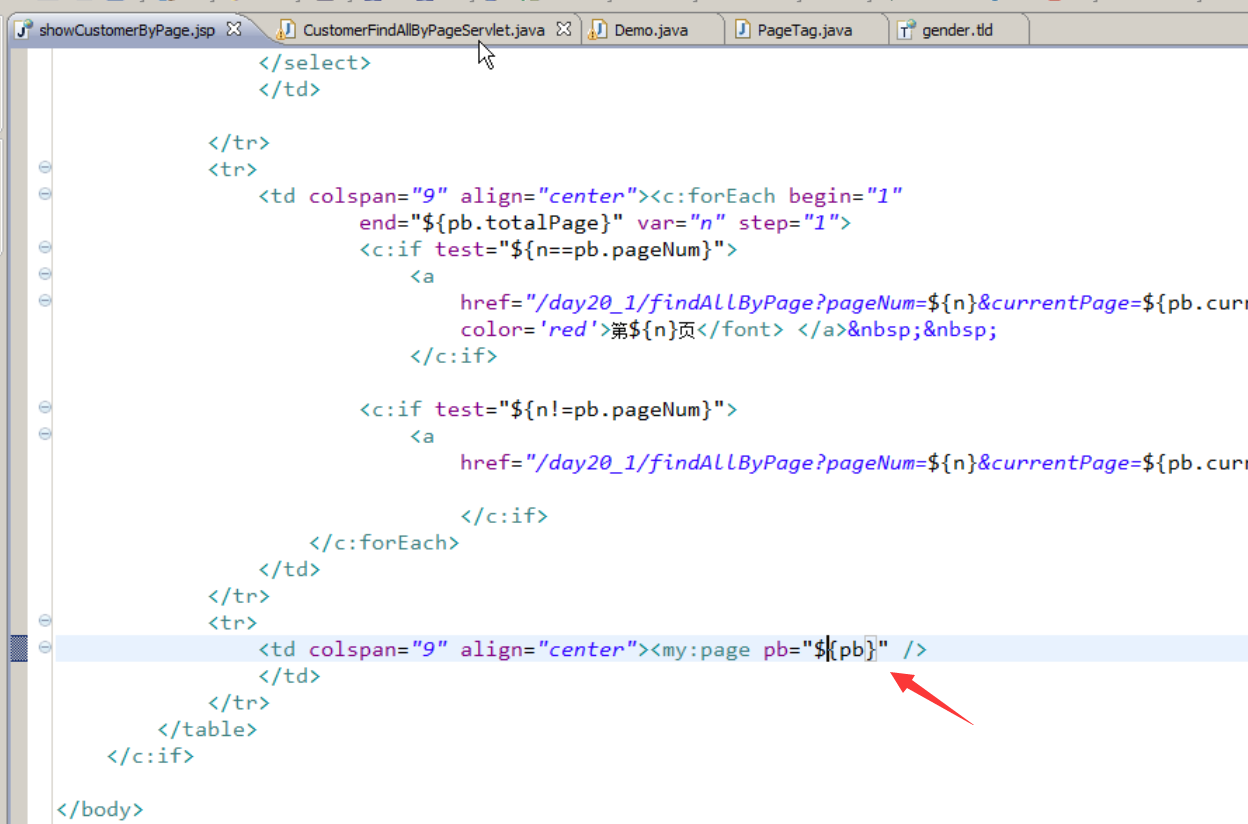 showCustomerByPage.jsp CustomerFindAllByPageServlet.java Demo.java PageTag.java gender.tld
</select>
</td>
</tr>
<tr>
<td colspan="9" align="center"><c:forEach begin="1"
end="${pb.totalPage}" var="n" step="1">
<c:if test="${n==pb.pageNum}">
<a
href="/day20_1/findAllByPage?pageNum=${n}&currentPage=${pb.curr
color='red'>第${n}页</font> </a>&nbsp;&nbsp;
</c:if>
<c:if test="${n!=pb.pageNum}">
<a
href="/day20_1/findAllByPage?pageNum=${n}&currentPage=${pb.curr
</c:if>
</c:forEach>
</td>
</tr>
<tr>
<td colspan="9" align="center"><my:page pb="${pb}" />
</td>
</tr>
</table>
</c:if>
</body>